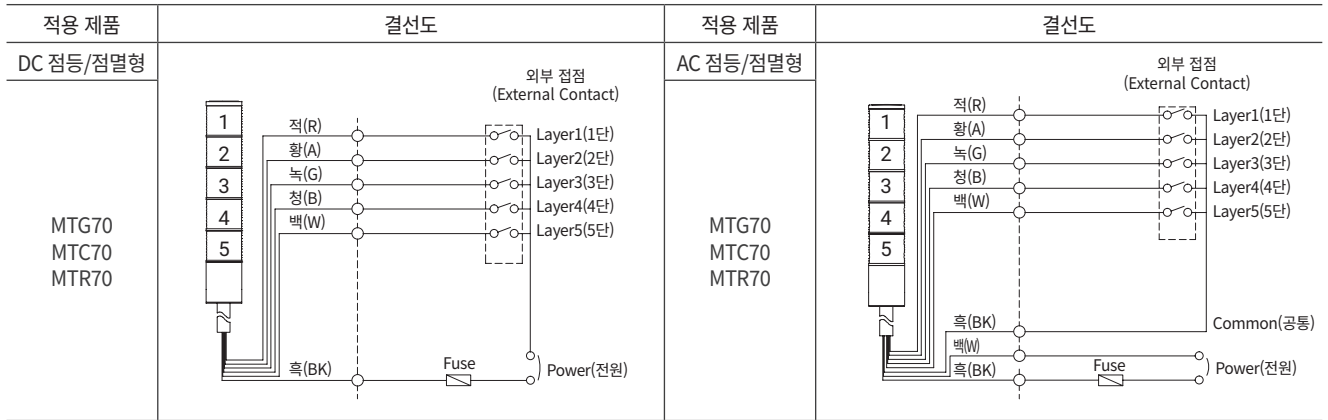 적용 제품
결선도
적용 제품
결선도
DC 점등/점멸형
MTG70
MTC70
MTR70
외부 접점
(External Contact)
1
2
3
4
5
적(R)
황(A)
녹(G)
청(B)
백(W)
Layer1(1단)
Layer2(2단)
Layer3(3단)
Layer4(4단)
Layer5(5단)
흑(BK)
Fuse
Power(전원)
AC 점등/점멸형
MTG70
MTC70
MTR70
외부 접점
(External Contact)
1
2
3
4
5
적(R)
황(A)
녹(G)
청(B)
백(W)
Layer1(1단)
Layer2(2단)
Layer3(3단)
Layer4(4단)
Layer5(5단)
흑(BK)
Common(공통)
백(W)
흑(BK)
Fuse
Power(전원)